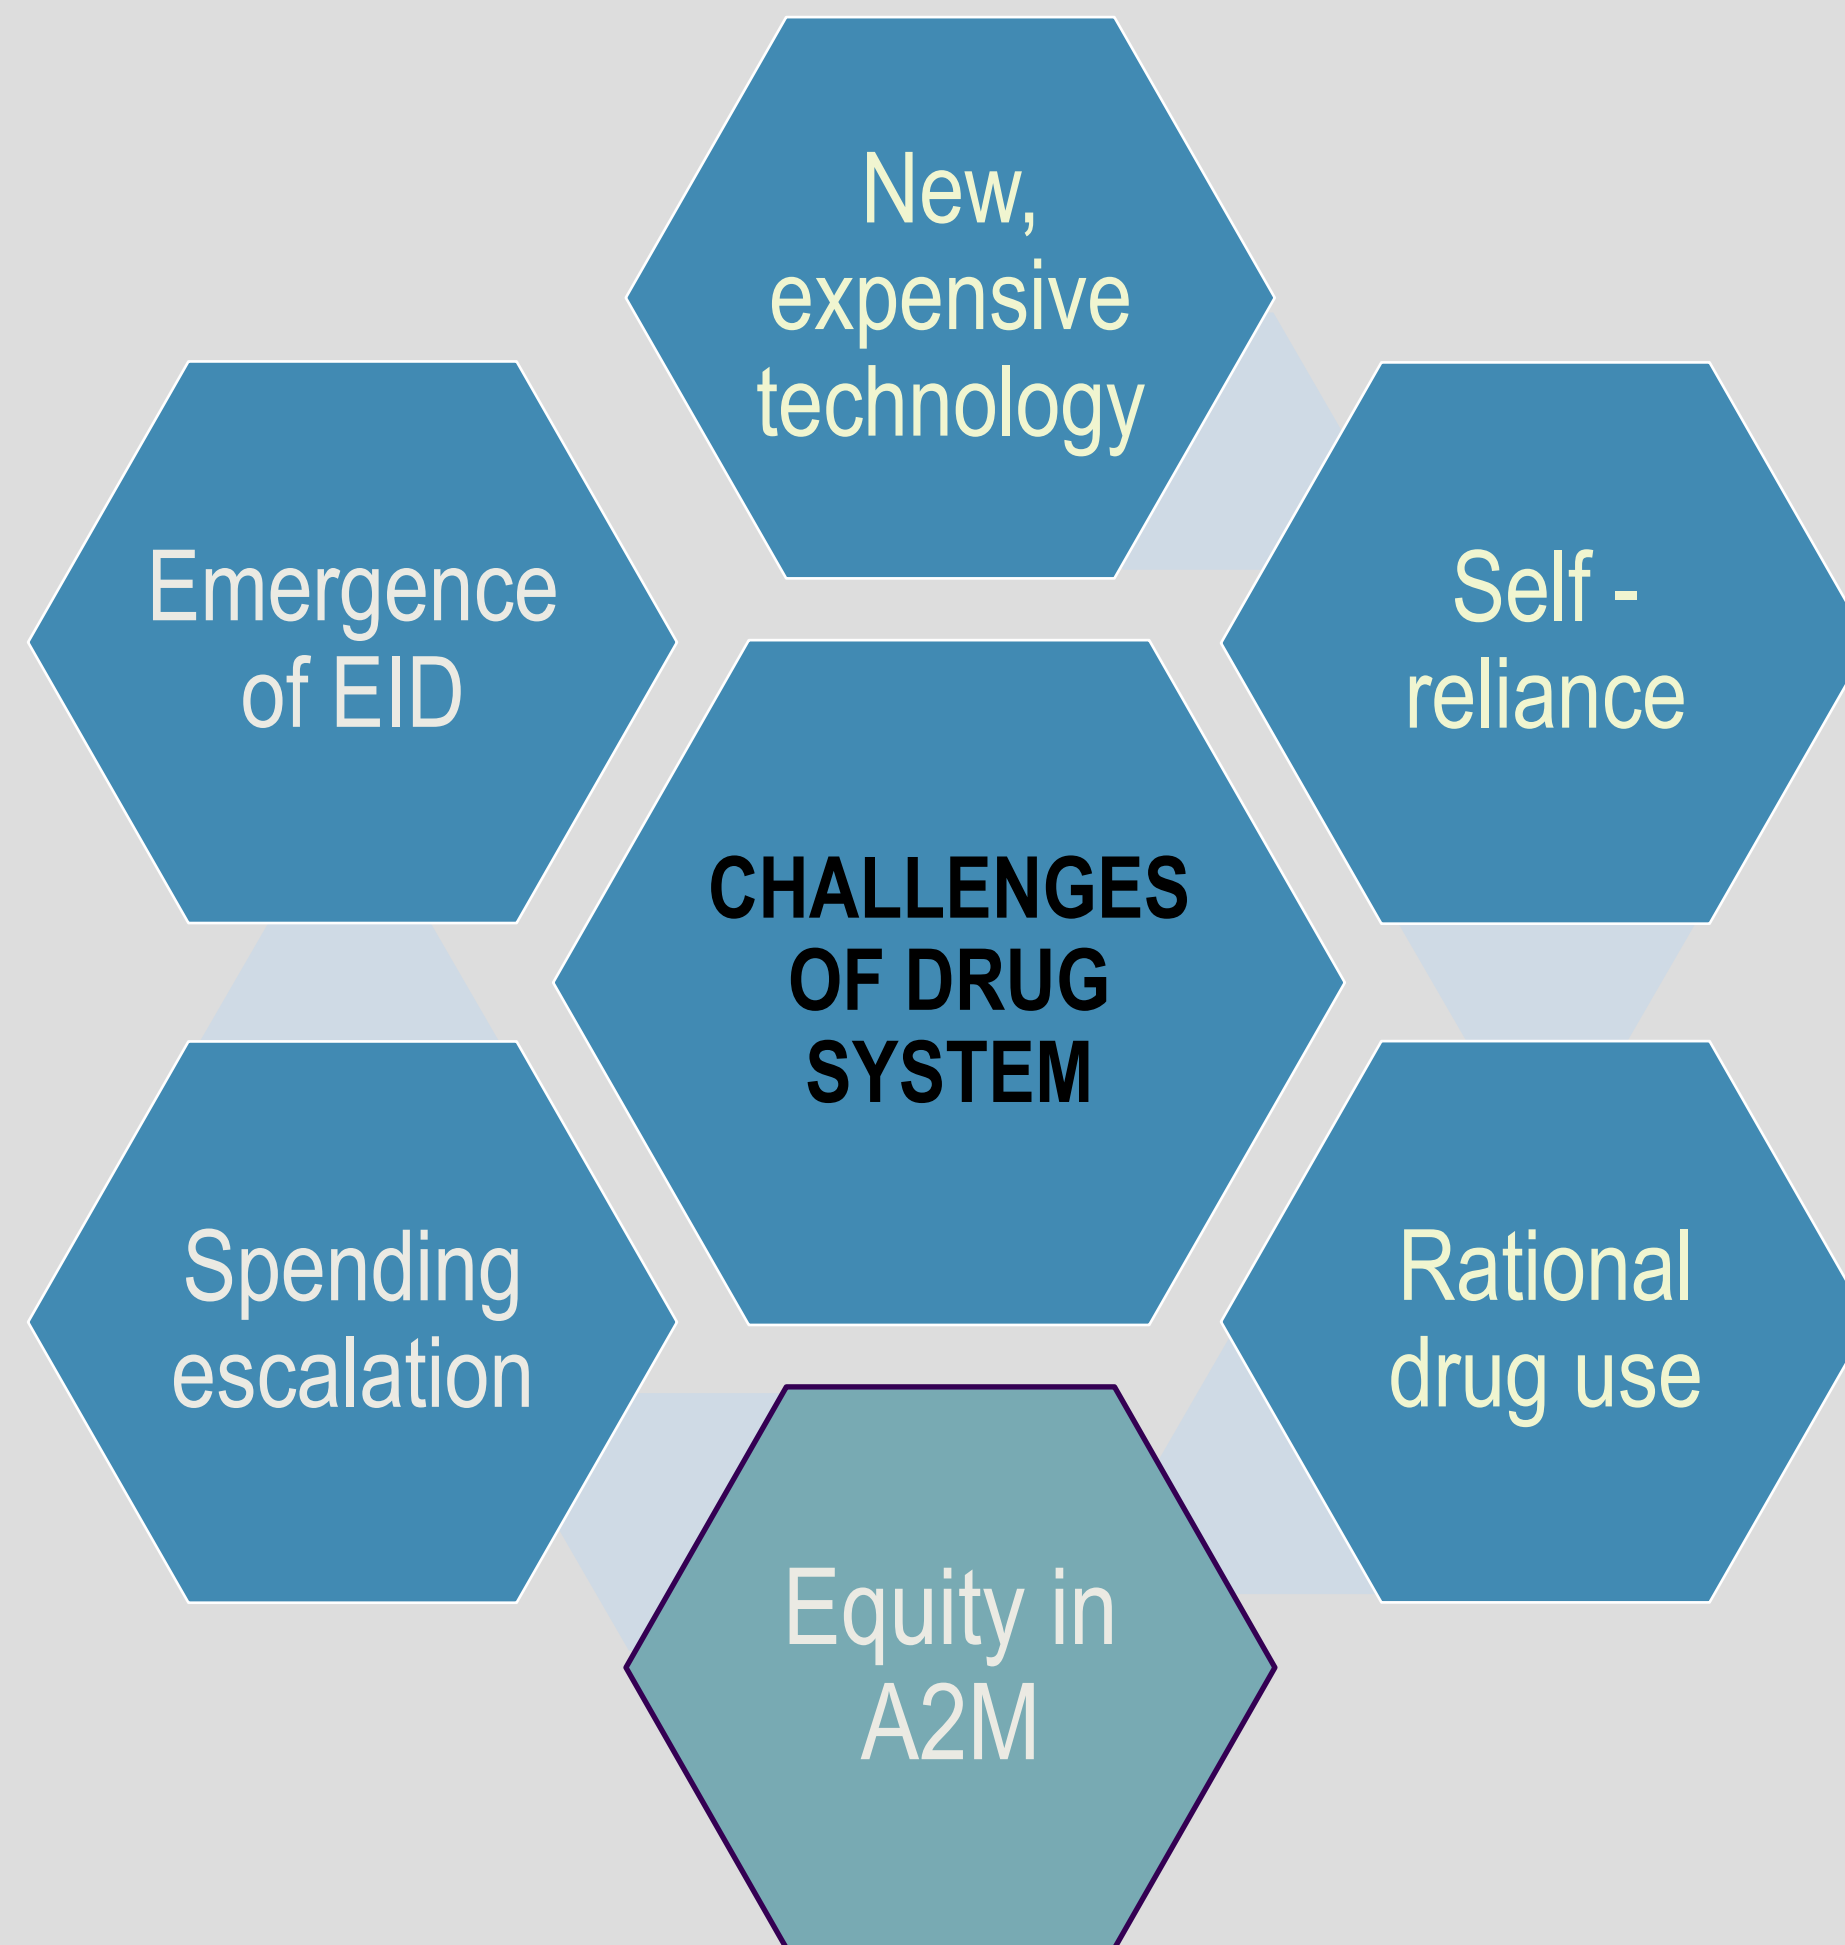 New,
expensive
technology
Emergence
of EID
Self -
reliance
CHALLENGES
OF DRUG
SYSTEM
Spending
escalation
Rational
drug use
Equity in
A2M